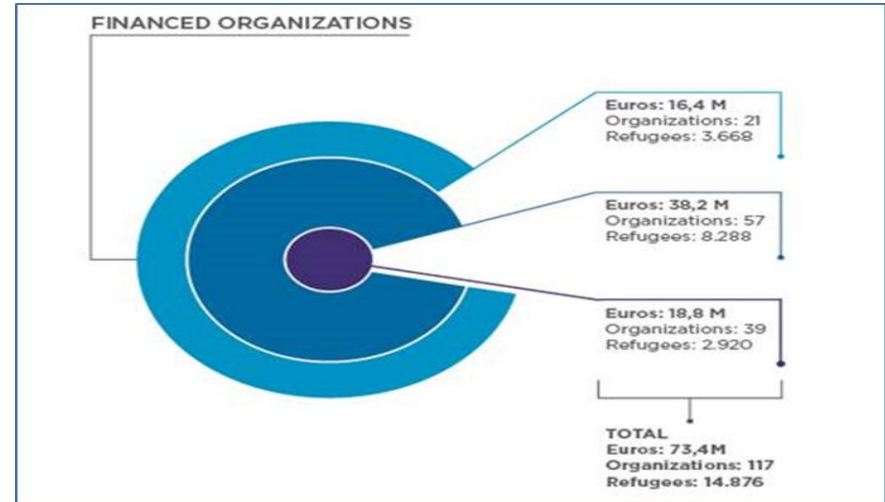 FINANCED ORGANIZATIONS
Euros: 16,4 M
Organizations: 21
Refugees: 3.668
Euros: 38,2 M
Organizations: 57
Refugees: 8.288
Euros: 18,8 M
Organizations: 39
Refugees: 2.920
TOTAL
Euros: 73,4M
Organizations: 117
Refugees: 14.876